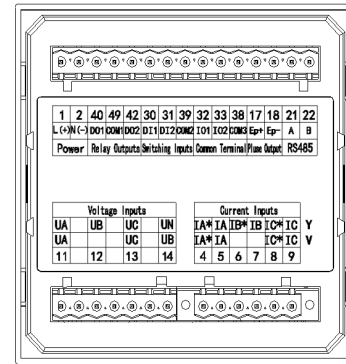 1 2 40 49 42 30 31 39 32 33 38 17 18 21 22
L(+) N(-) DO1 COM1 DO2 DI1 DI2 COM2 IO1 IO2 COM3 Ep+ Ep- A B
Power Relay Outputs Switching Inputs Common Terminal Pluse Output RS485
Voltage Inputs Current Inputs
UA UB UC UN IA* IA IB* IB IC* IC Y
UA UC UB IA* IA IC* IC V
11 12 13 14 4 5 6 7 8 9